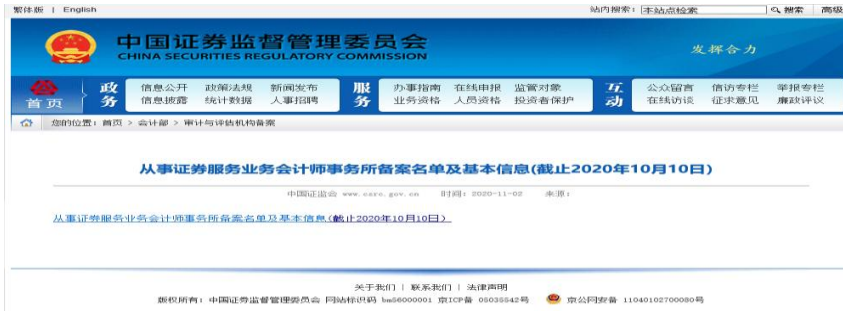 繁体版 | English 站内搜索: 本站点检索 搜索 高级
中国证券监督管理委员会
CHINA SECURITIES REGULATORY COMMISSION
发挥合力
首页 政务 信息公开 政策法规 新闻发布 服务 办事指南 在线申报 监管对象 互动 公众留言 信访专栏 举报专栏
信息披露 统计数据 人事招聘 业务资格 人员资格 投资者保护 在线访谈 征求意见 廉政评议
您的位置: 首页 > 会计部 > 审计与评估机构备案
从事证券服务业务会计师事务所备案名单及基本信息(截止2020年10月10日)
中国证监会 www.csrc.gov.cn 时间: 2020-11-02 来源:
从事证券服务业务会计师事务所备案名单及基本信息(截止2020年10月10日)
关于我们 | 联系我们 | 法律声明
版权所有: 中国证券监督管理委员会 网站标识码 bm56000001 京ICP备 05035542号 京公网安备 11040102700080号